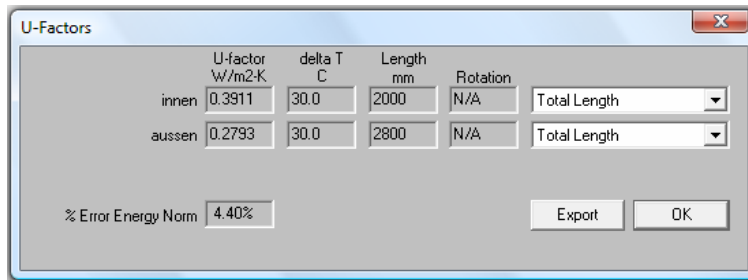 U-Factors
U-factor delta T Length
W/m2-K C mm Rotation
innen 0.3911 30.0 2000 N/A Total Length
aussen 0.2793 30.0 2800 N/A Total Length
% Error Energy Norm 4.40% Export OK